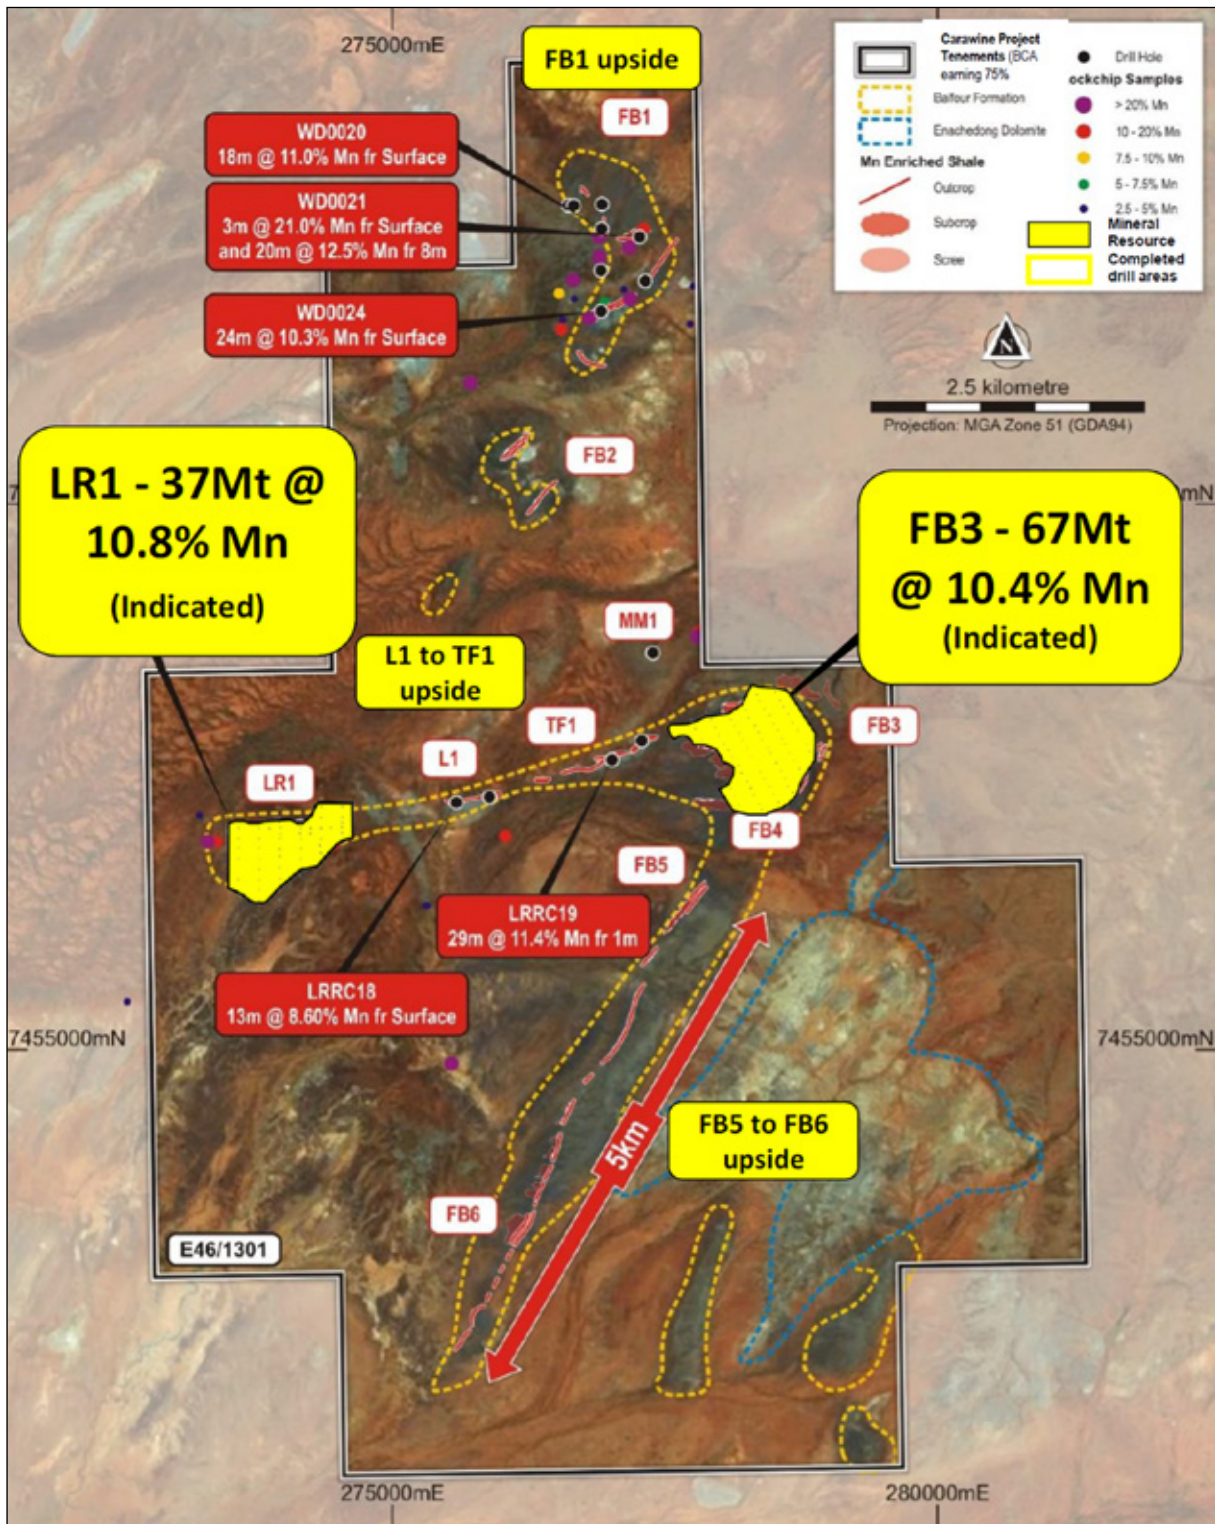 275000mE
FB1 upside
Carawine Project
Tenements (BCA
earning 75%
Balfour Formation
Enachedong Dolomite
Mn Enriched Shale
Outcrop
Subcrop
Scree
Drill Hole
ockchip Samples
> 20% Mn
10 - 20% Mn
7.5 - 10% Mn
5 - 7.5% Mn
2.5 - 5% Mn
Mineral
Resource
Completed
drill areas
FB1
WD0020
18m @ 11.0% Mn fr Surface
WD0021
3m @ 21.0% Mn fr Surface
and 20m @ 12.5% Mn fr 8m
WD0024
24m @ 10.3% Mn fr Surface
N
2.5 kilometre
Projection: MGA Zone 51 (GDA94)
FB2
LR1 - 37Mt @
10.8% Mn
(Indicated)
FB3 - 67Mt
@ 10.4% Mn
(Indicated)
mN
MM1
L1 to TF1
upside
TF1
FB3
L1
LR1
FB4
FB5
LRRC19
29m @ 11.4% Mn fr 1m
LRRC18
13m @ 8.60% Mn fr Surface
7455000mN
7455000mN
5km
FB5 to FB6
upside
FB6
E46/1301
275000mE
280000mE